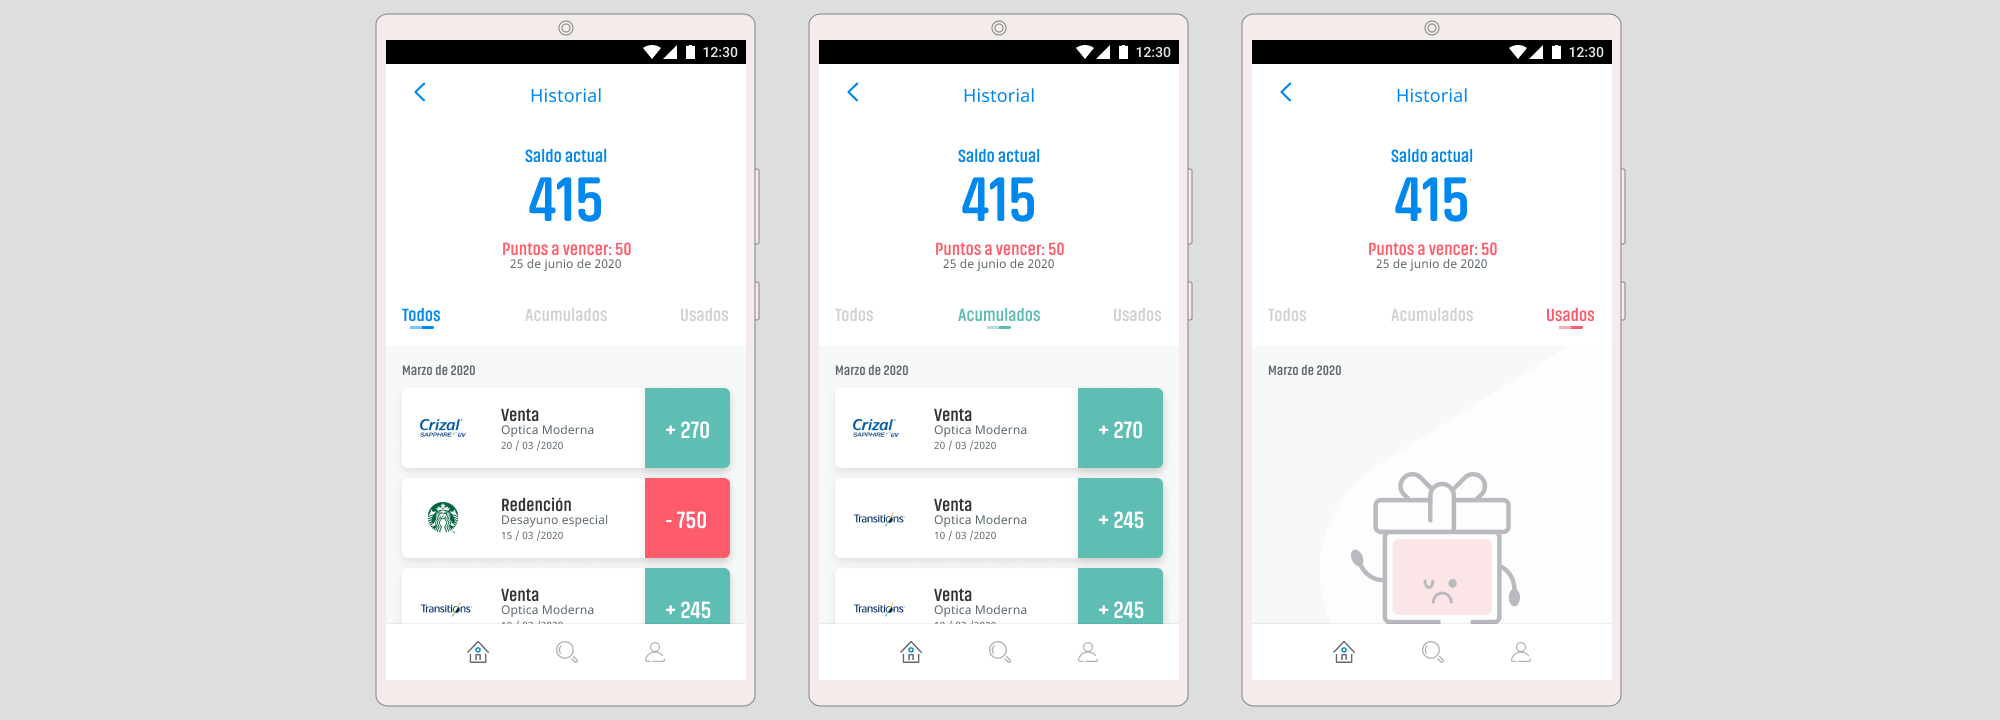 12:30
Historial
Saldo actual
415
Puntos a vencer: 50
25 de junio de 2020
Todos Acumulados Usados
Marzo de 2020
Crizal
SAPPHIRE UV
Venta
Optica Moderna
20 / 03 /2020
+ 270
Redención
Desayuno especial
15 / 03 /2020
- 750
Transitions
Venta
Optica Moderna
+ 245
12:30
Historial
Saldo actual
415
Puntos a vencer: 50
25 de junio de 2020
Todos Acumulados Usados
Marzo de 2020
Crizal
SAPPHIRE UV
Venta
Optica Moderna
20 / 03 /2020
+ 270
Transitions
Venta
Optica Moderna
10 / 03 /2020
+ 245
Transitions
Venta
Optica Moderna
+ 245
12:30
Historial
Saldo actual
415
Puntos a vencer: 50
25 de junio de 2020
Todos Acumulados Usados
Marzo de 2020